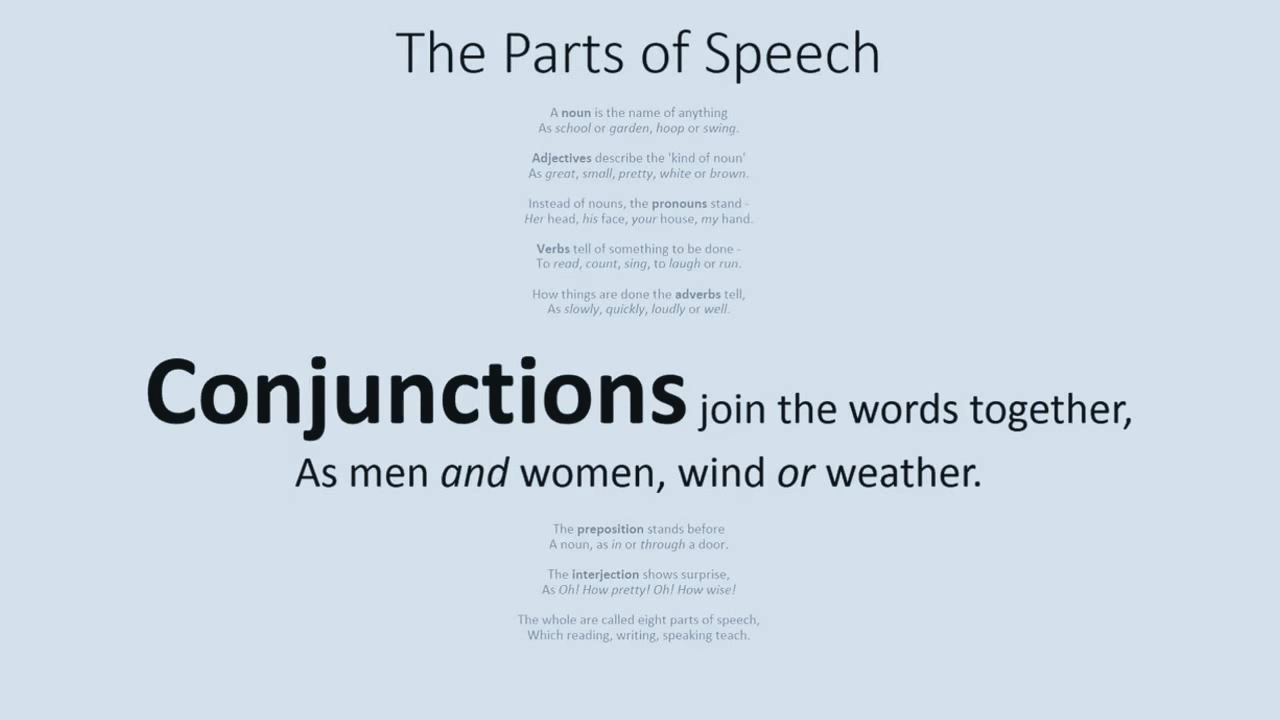 The Parts of Speech
A noun is the name of anything
As school or garden, hoop or swing.
Adjectives describe the 'kind of noun'
As great, small, pretty, white or brown.
Instead of nouns, the pronouns stand -
Her head, his face, your house, my hand.
Verbs tell of something to be done -
To read, count, sing, to laugh or run.
How things are done the adverbs tell,
As slowly, quickly, loudly or well.
Conjunctions join the words together,
As men and women, wind or weather.
The preposition stands before
A noun, as in or through a door.
The interjection shows surprise,
As Oh! How pretty! Oh! How wise!
The whole are called eight parts of speech,
Which reading, writing, speaking teach.